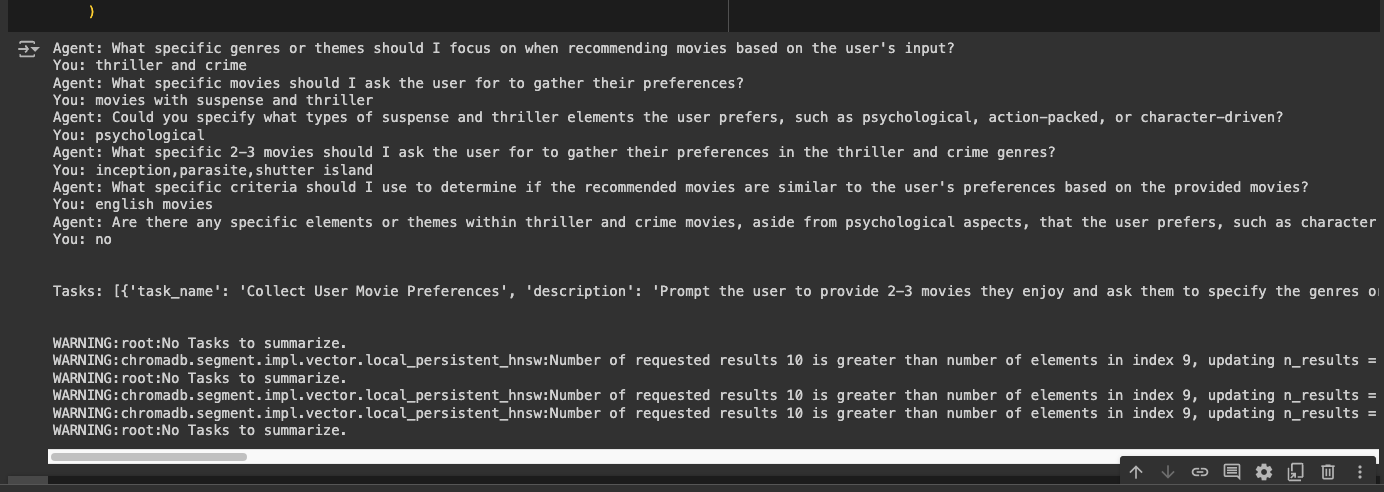 )
Agent: What specific genres or themes should I focus on when recommending movies based on the user's input?
You: thriller and crime
Agent: What specific movies should I ask the user for to gather their preferences?
You: movies with suspense and thriller
Agent: Could you specify what types of suspense and thriller elements the user prefers, such as psychological, action-packed, or character-driven?
You: psychological
Agent: What specific 2-3 movies should I ask the user for to gather their preferences in the thriller and crime genres?
You: inception,parasite,shutter island
Agent: What specific criteria should I use to determine if the recommended movies are similar to the user's preferences based on the provided movies?
You: english movies
Agent: Are there any specific elements or themes within thriller and crime movies, aside from psychological aspects, that the user prefers, such as character
You: no
Tasks: [{'task_name': 'Collect User Movie Preferences', 'description': 'Prompt the user to provide 2-3 movies they enjoy and ask them to specify the genres
WARNING:root:No Tasks to summarize.
WARNING:chromadb.segment.impl.vector.local_persistent_hnsw:Number of requested results 10 is greater than number of elements in index 9, updating n_results =
WARNING:root:No Tasks to summarize.
WARNING:chromadb.segment.impl.vector.local_persistent_hnsw:Number of requested results 10 is greater than number of elements in index 9, updating n_results =
WARNING:chromadb.segment.impl.vector.local_persistent_hnsw:Number of requested results 10 is greater than number of elements in index 9, updating n_results =
WARNING:root:No Tasks to summarize.